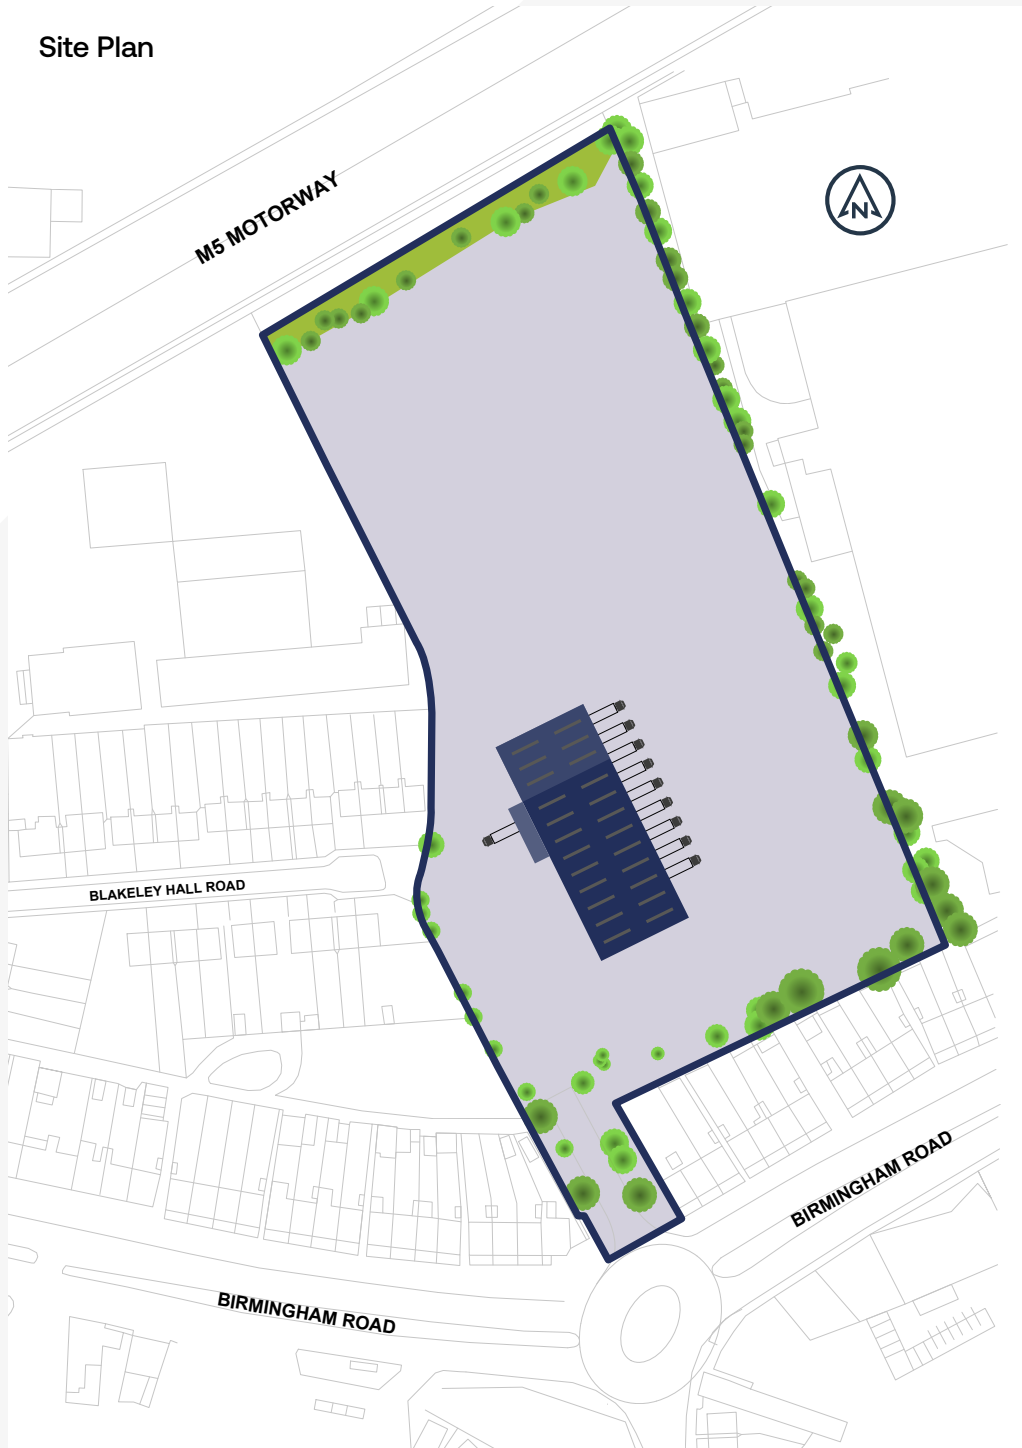 Site Plan
M5 MOTORWAY
N
BLAKELEY HALL ROAD
BIRMINGHAM ROAD
BIRMINGHAM ROAD